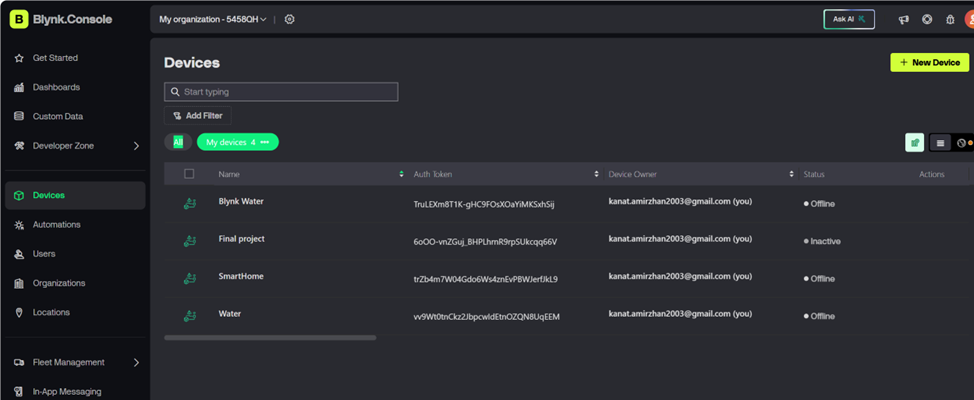 B Blynk.Console
My organization - 5458QH
Ask AI
Get Started
Dashboards
Custom Data
Developer Zone
Devices
Automations
Users
Organizations
Locations
Fleet Management
In-App Messaging
Devices
+ New Device
Start typing
Add Filter
All My devices 4 •••
Name Auth Token Device Owner Status Actions
Blynk Water TruLEXm8T1K-gHC9FOsXOaYiMKSxhSij kanat.amirzhan2003@gmail.com (you) Offline
Final project 6oOO-vnZGuj_BHPLhmR9rpSUkcqq66V kanat.amirzhan2003@gmail.com (you) Inactive
SmartHome trZb4m7W04Gdo6Ws4znEvP8WJerfJkL9 kanat.amirzhan2003@gmail.com (you) Offline
Water vv9Wt0tnCkz2JbpcwldEtnOZQN8UqEEM kanat.amirzhan2003@gmail.com (you) Offline